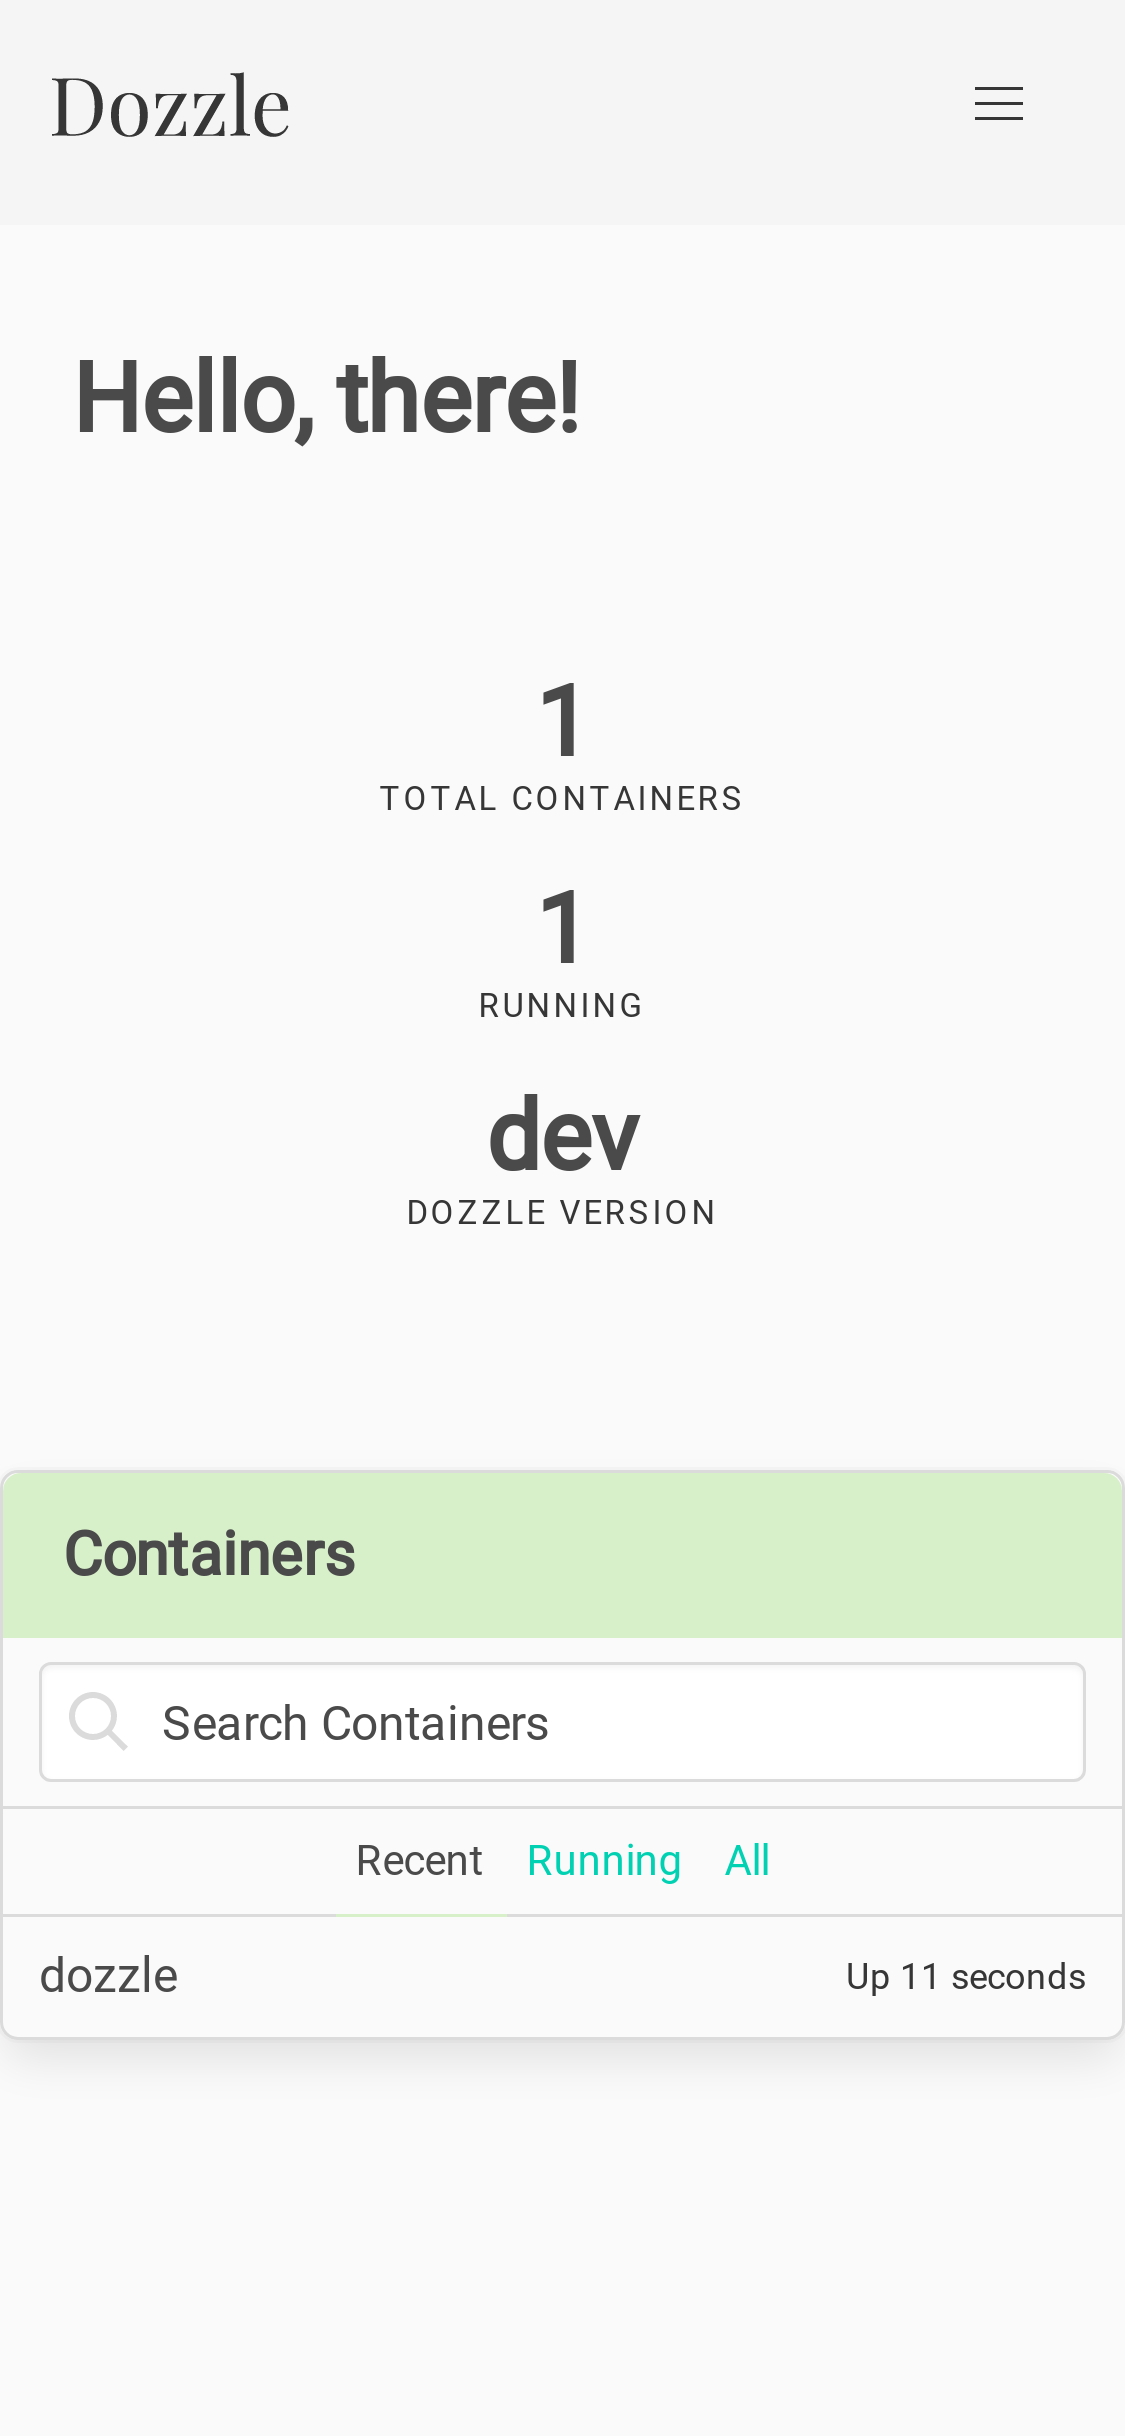 Dozzle
Hello, there!
1
TOTAL CONTAINERS
1
RUNNING
dev
DOZZLE VERSION
Containers
Search Containers
Recent Running All
dozzle Up 11 seconds